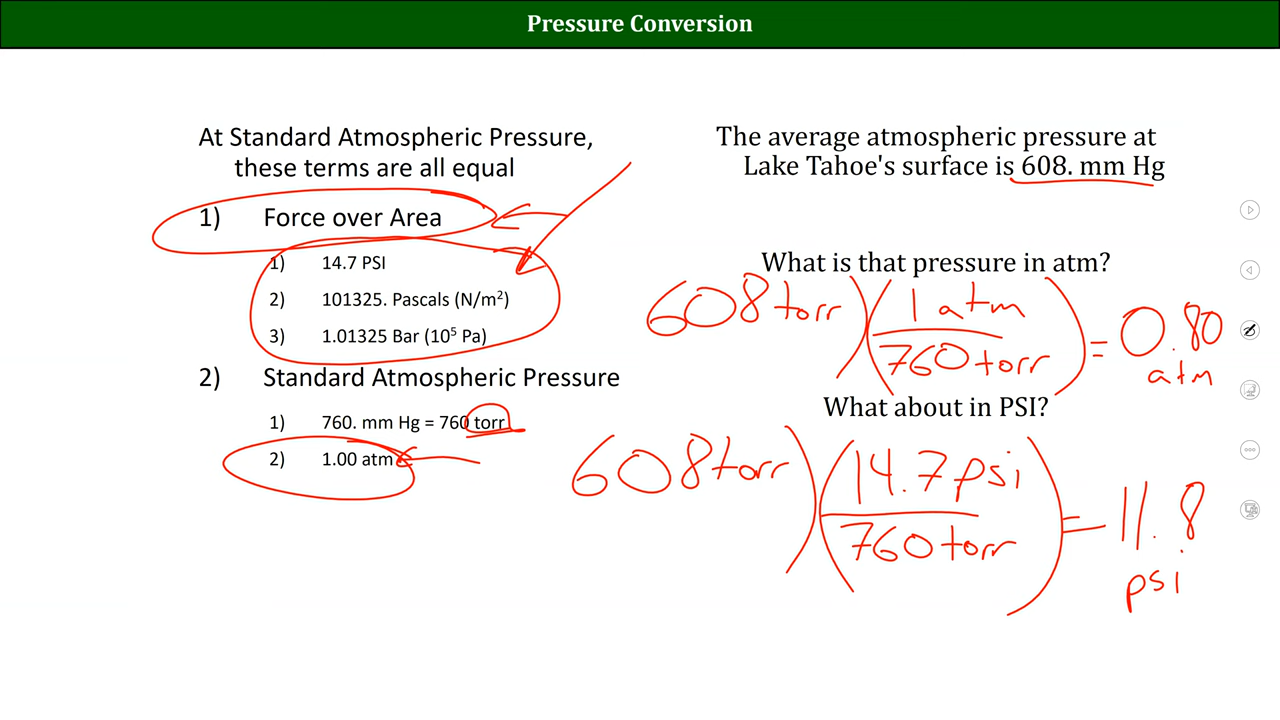 Pressure Conversion
At Standard Atmospheric Pressure,
these terms are all equal
1) Force over Area
1) 14.7 PSI
2) 101325. Pascals (N/m²)
3) 1.01325 Bar (10⁵ Pa)
2) Standard Atmospheric Pressure
1) 760. mm Hg = 760 torr
2) 1.00 atm
The average atmospheric pressure at
Lake Tahoe's surface is 608. mm Hg
What is that pressure in atm?
608 torr) (1 atm / 760 torr) = 0.80 atm
What about in PSI?
608 torr) (14.7 psi / 760 torr) = 11.8 psi